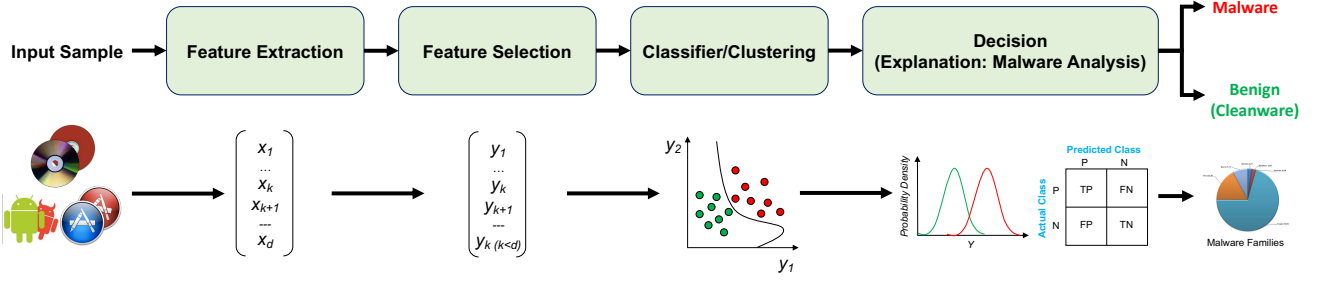 Malware
Input Sample
Feature Extraction
Feature Selection
Classifier/Clustering
Decision
(Explanation: Malware Analysis)
Benign
(Cleanware)
x1
...
xk
xk+1
---
xd
y1
...
yk
yk+1
---
yk (k<d)
y2
y1
Probability Density
Y
Predicted Class
P N
Actual Class
P TP FN
N FP TN
Malware Families